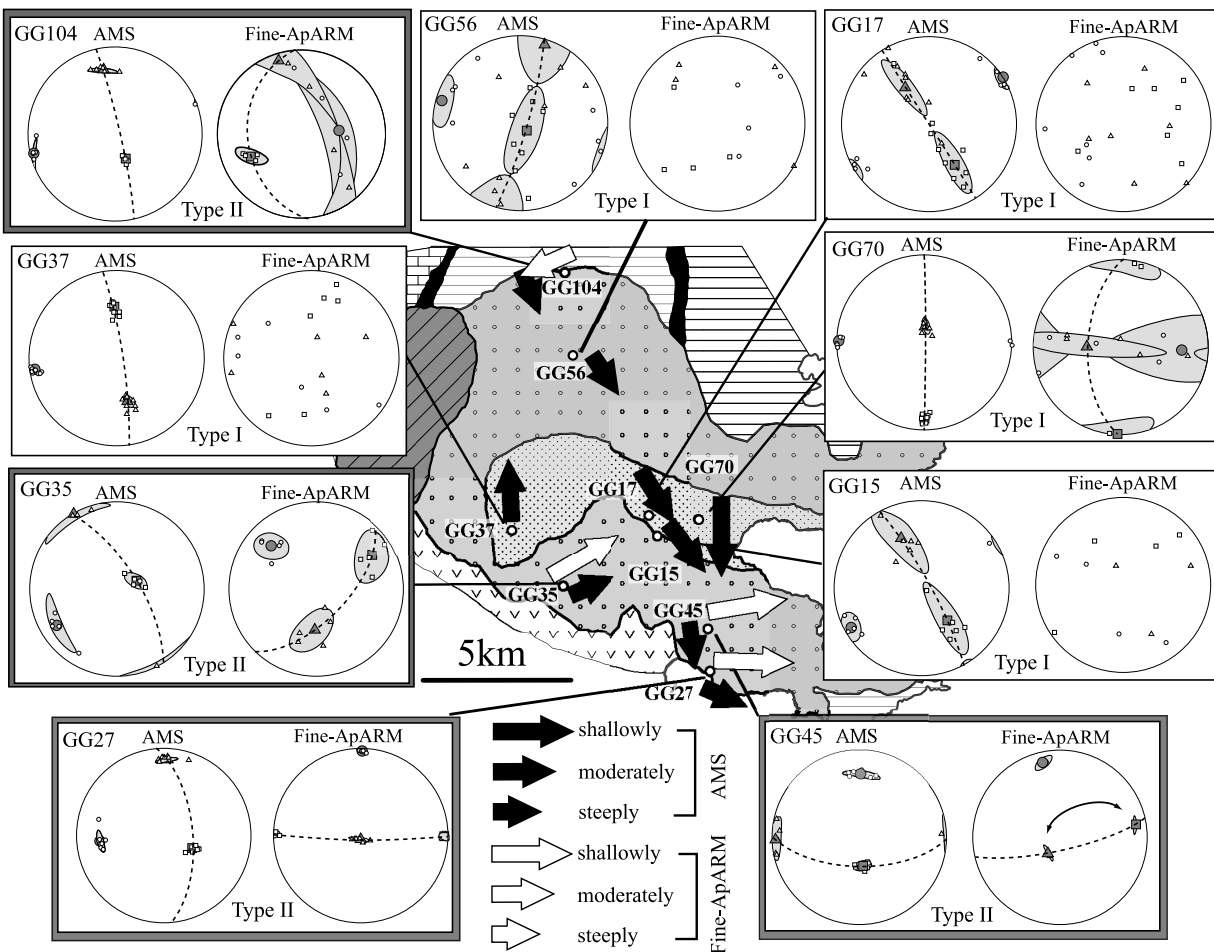 GG104 AMS Fine-ApARM
Type II
GG56 AMS Fine-ApARM
Type I
GG17 AMS Fine-ApARM
Type I
GG37 AMS Fine-ApARM
Type I
GG70 AMS Fine-ApARM
Type I
GG35 AMS Fine-ApARM
Type II
GG15 AMS Fine-ApARM
Type I
GG27 AMS Fine-ApARM
Type II
GG45 AMS Fine-ApARM
Type II
GG104
GG56
GG70
GG17
GG37
GG15
GG35
GG45
GG27
5km
shallowly
moderately
steeply
AMS
shallowly
moderately
steeply
Fine-ApARM